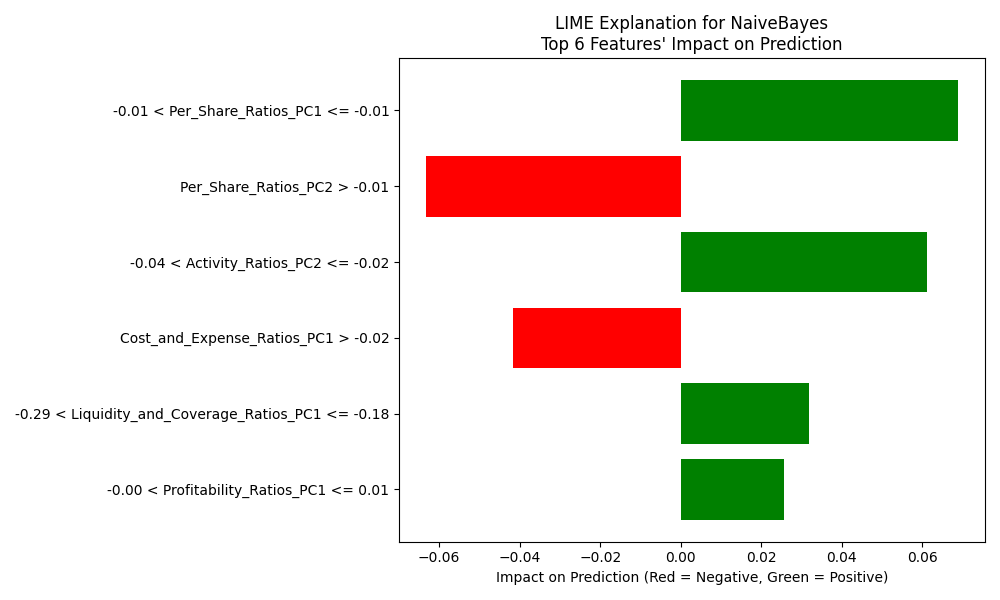 LIME Explanation for NaiveBayes
Top 6 Features' Impact on Prediction
-0.01 < Per_Share_Ratios_PC1 <= -0.01
Per_Share_Ratios_PC2 > -0.01
-0.04 < Activity_Ratios_PC2 <= -0.02
Cost_and_Expense_Ratios_PC1 > -0.02
-0.29 < Liquidity_and_Coverage_Ratios_PC1 <= -0.18
-0.00 < Profitability_Ratios_PC1 <= 0.01
−0.06 −0.04 −0.02 0.00 0.02 0.04 0.06
Impact on Prediction (Red = Negative, Green = Positive)